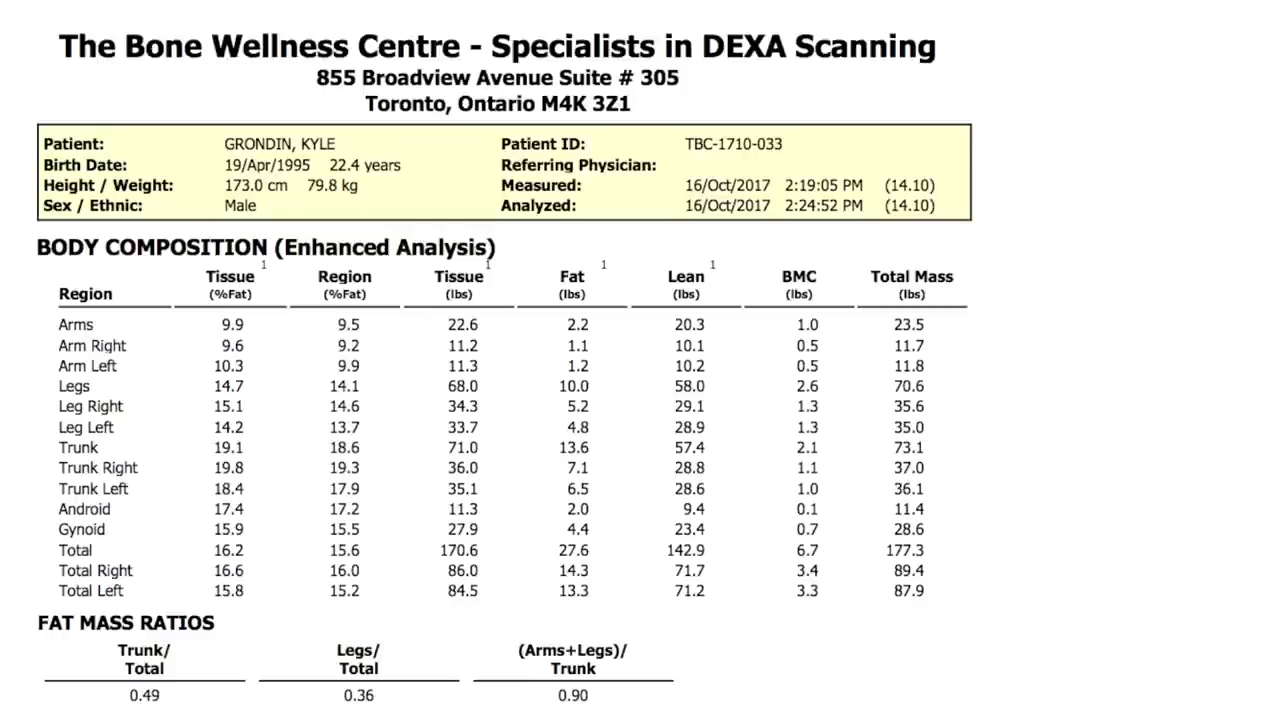 The Bone Wellness Centre - Specialists in DEXA Scanning
855 Broadview Avenue Suite # 305
Toronto, Ontario M4K 3Z1
Patient: GRONDIN, KYLE Patient ID: TBC-1710-033
Birth Date: 19/Apr/1995 22.4 years Referring Physician:
Height / Weight: 173.0 cm 79.8 kg Measured: 16/Oct/2017 2:19:05 PM (14.10)
Sex / Ethnic: Male Analyzed: 16/Oct/2017 2:24:52 PM (14.10)
BODY COMPOSITION (Enhanced Analysis)
Tissue 1 Region Tissue 1 Fat 1 Lean 1 BMC Total Mass
Region (%Fat) (%Fat) (lbs) (lbs) (lbs) (lbs) (lbs)
Arms 9.9 9.5 22.6 2.2 20.3 1.0 23.5
Arm Right 9.6 9.2 11.2 1.1 10.1 0.5 11.7
Arm Left 10.3 9.9 11.3 1.2 10.2 0.5 11.8
Legs 14.7 14.1 68.0 10.0 58.0 2.6 70.6
Leg Right 15.1 14.6 34.3 5.2 29.1 1.3 35.6
Leg Left 14.2 13.7 33.7 4.8 28.9 1.3 35.0
Trunk 19.1 18.6 71.0 13.6 57.4 2.1 73.1
Trunk Right 19.8 19.3 36.0 7.1 28.8 1.1 37.0
Trunk Left 18.4 17.9 35.1 6.5 28.6 1.0 36.1
Android 17.4 17.2 11.3 2.0 9.4 0.1 11.4
Gynoid 15.9 15.5 27.9 4.4 23.4 0.7 28.6
Total 16.2 15.6 170.6 27.6 142.9 6.7 177.3
Total Right 16.6 16.0 86.0 14.3 71.7 3.4 89.4
Total Left 15.8 15.2 84.5 13.3 71.2 3.3 87.9
FAT MASS RATIOS
Trunk/ Legs/ (Arms+Legs)/
Total Total Trunk
0.49 0.36 0.90